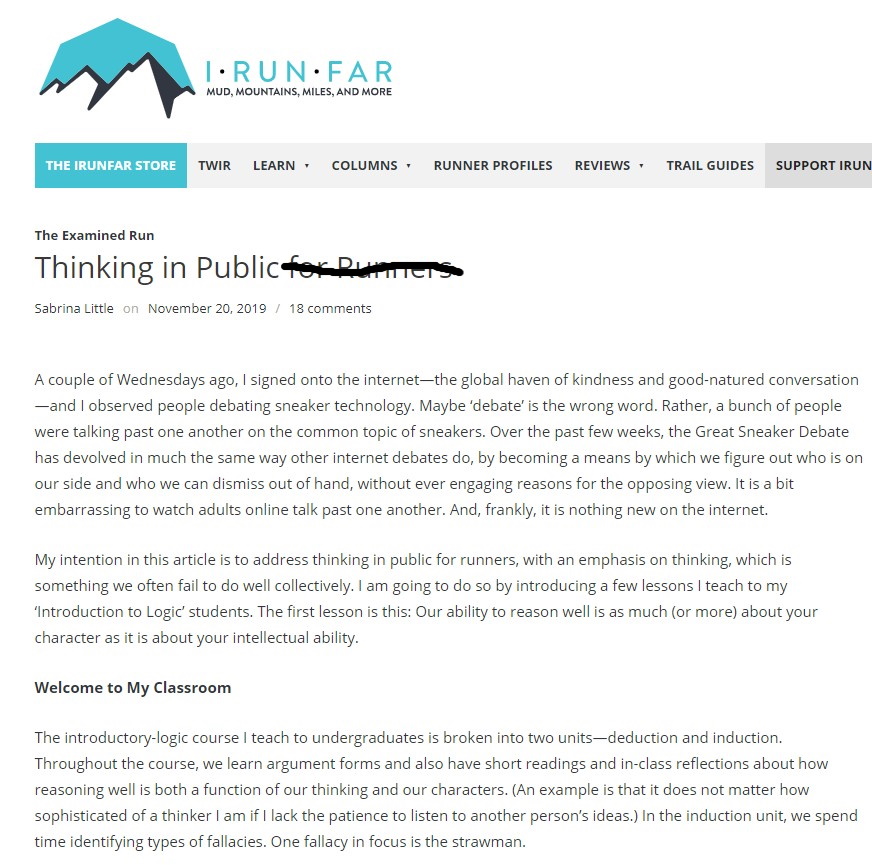 I·RUN·FAR
MUD, MOUNTAINS, MILES, AND MORE
THE IRUNFAR STORE TWIR LEARN ▾ COLUMNS ▾ RUNNER PROFILES REVIEWS ▾ TRAIL GUIDES SUPPORT IRUN
The Examined Run
Thinking in Public for Runners
Sabrina Little on November 20, 2019 / 18 comments
A couple of Wednesdays ago, I signed onto the internet—the global haven of kindness and good-natured conversation
—and I observed people debating sneaker technology. Maybe ‘debate’ is the wrong word. Rather, a bunch of people
were talking past one another on the common topic of sneakers. Over the past few weeks, the Great Sneaker Debate
has devolved in much the same way other internet debates do, by becoming a means by which we figure out who is on
our side and who we can dismiss out of hand, without ever engaging reasons for the opposing view. It is a bit
embarrassing to watch adults online talk past one another. And, frankly, it is nothing new on the internet.
My intention in this article is to address thinking in public for runners, with an emphasis on thinking, which is
something we often fail to do well collectively. I am going to do so by introducing a few lessons I teach to my
‘Introduction to Logic’ students. The first lesson is this: Our ability to reason well is as much (or more) about your
character as it is about your intellectual ability.
Welcome to My Classroom
The introductory-logic course I teach to undergraduates is broken into two units—deduction and induction.
Throughout the course, we learn argument forms and also have short readings and in-class reflections about how
reasoning well is both a function of our thinking and our characters. (An example is that it does not matter how
sophisticated of a thinker I am if I lack the patience to listen to another person’s ideas.) In the induction unit, we spend
time identifying types of fallacies. One fallacy in focus is the strawman.